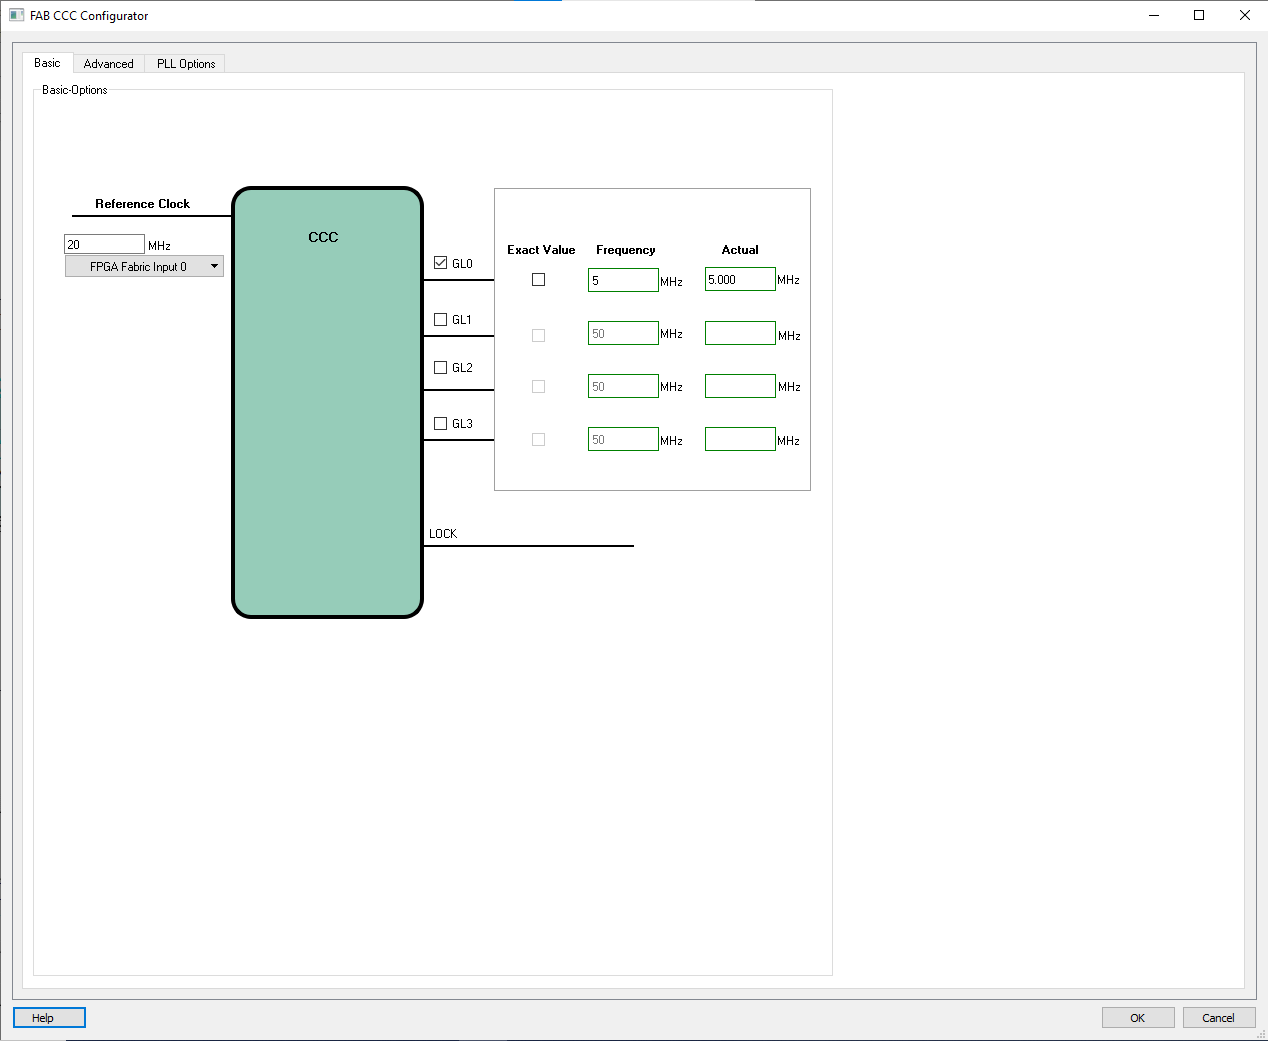 FAB CCC Configurator
Basic Advanced PLL Options
Basic-Options
Reference Clock
20 MHz
FPGA Fabric Input 0
CCC
GL0
GL1
GL2
GL3
LOCK
Exact Value Frequency Actual
5 MHz 5.000 MHz
50 MHz MHz
50 MHz MHz
50 MHz MHz
Help OK Cancel